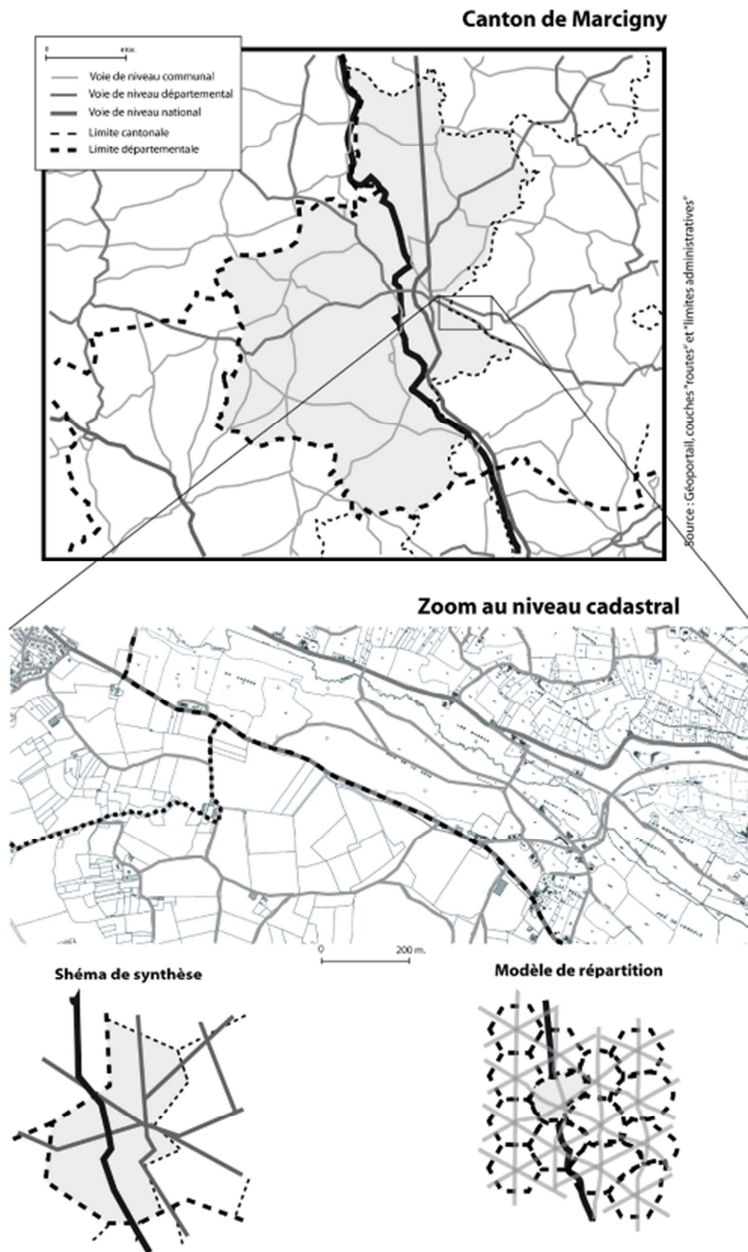 Canton de Marcigny
0 4 Km.
Voie de niveau communal
Voie de niveau départemental
Voie de niveau national
Limite cantonale
Limite départementale
Source : Géoportail, couches "routes" et "limites administratives"
Zoom au niveau cadastral
0 200 m.
Shéma de synthèse
Modèle de répartition